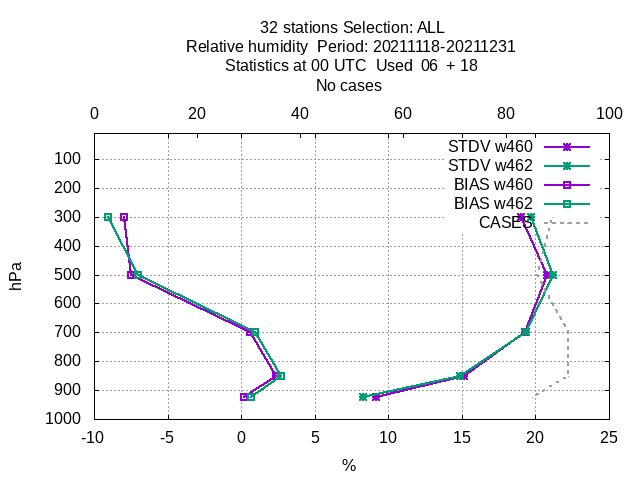 32 stations Selection: ALL
Relative humidity  Period: 20211118-20211231
Statistics at 00 UTC  Used  06  + 18
No cases
0 20 40 60 80 100
STDV w460
STDV w462
BIAS w460
BIAS w462
CASES
hPa
100
200
300
400
500
600
700
800
900
1000
-10 -5 0 5 10 15 20 25
%